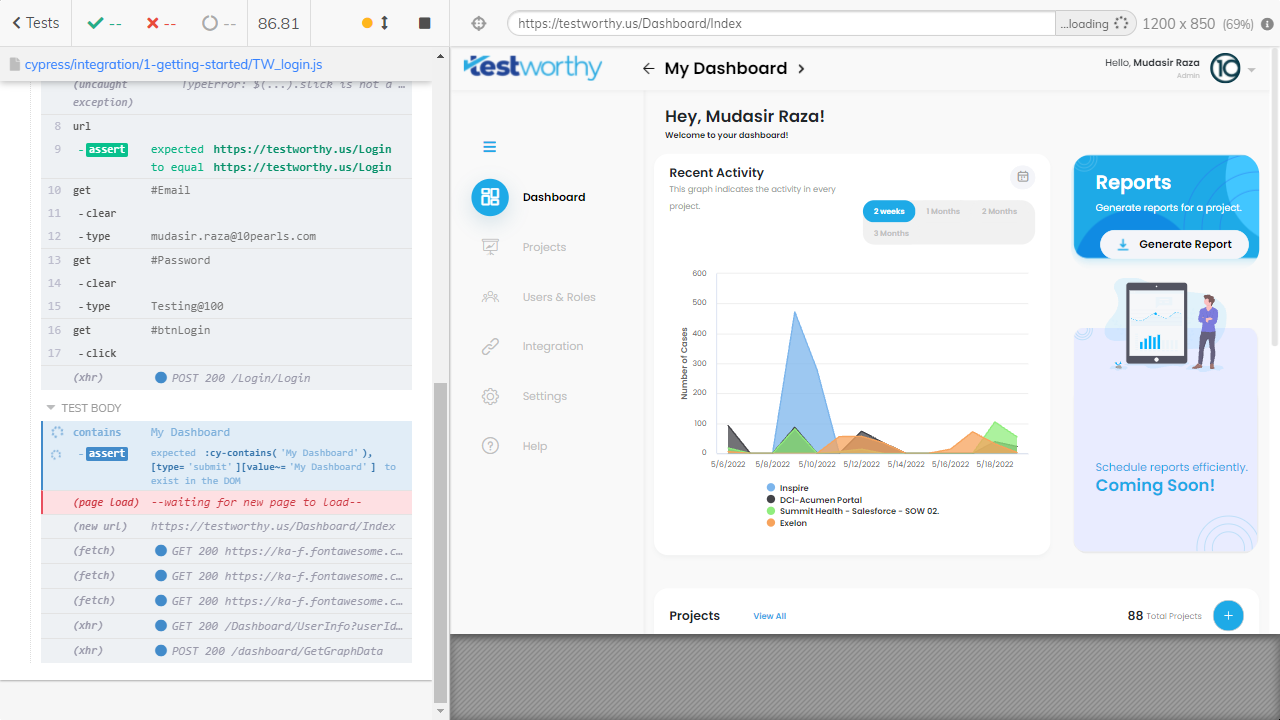 Tests
--
--
--
86.81
https://testworthy.us/Dashboard/Index
...loading
1200 x 850 (69%)
cypress/integration/1-getting-started/TW_login.js
(uncaught exception) TypeError: $(...).slick is not a …
8 url
9 -assert expected https://testworthy.us/Login
to equal https://testworthy.us/Login
10 get #Email
11 -clear
12 -type mudasir.raza@10pearls.com
13 get #Password
14 -clear
15 -type Testing@100
16 get #btnLogin
17 -click
(xhr) POST 200 /Login/Login
TEST BODY
contains My Dashboard
-assert expected :cy-contains('My Dashboard'),
[type='submit'][value~='My Dashboard'] to
exist in the DOM
(page load) --waiting for new page to load--
(new url) https://testworthy.us/Dashboard/Index
(fetch) GET 200 https://ka-f.fontawesome.c…
(fetch) GET 200 https://ka-f.fontawesome.c…
(fetch) GET 200 https://ka-f.fontawesome.c…
(xhr) GET 200 /Dashboard/UserInfo?userId…
(xhr) POST 200 /dashboard/GetGraphData
testworthy
My Dashboard
Hello, Mudasir Raza
Admin
10
Dashboard
Projects
Users & Roles
Integration
Settings
Help
Hey, Mudasir Raza!
Welcome to your dashboard!
Recent Activity
This graph indicates the activity in every
project.
2 weeks 1 Months 2 Months
3 Months
Number of Cases
600
500
400
300
200
100
0
5/6/2022 5/8/2022 5/10/2022 5/12/2022 5/14/2022 5/16/2022 5/18/2022
Inspire
DCI-Acumen Portal
Summit Health - Salesforce - SOW 02.
Exelon
Reports
Generate reports for a project.
Generate Report
Schedule reports efficiently.
Coming Soon!
Projects View All
88 Total Projects